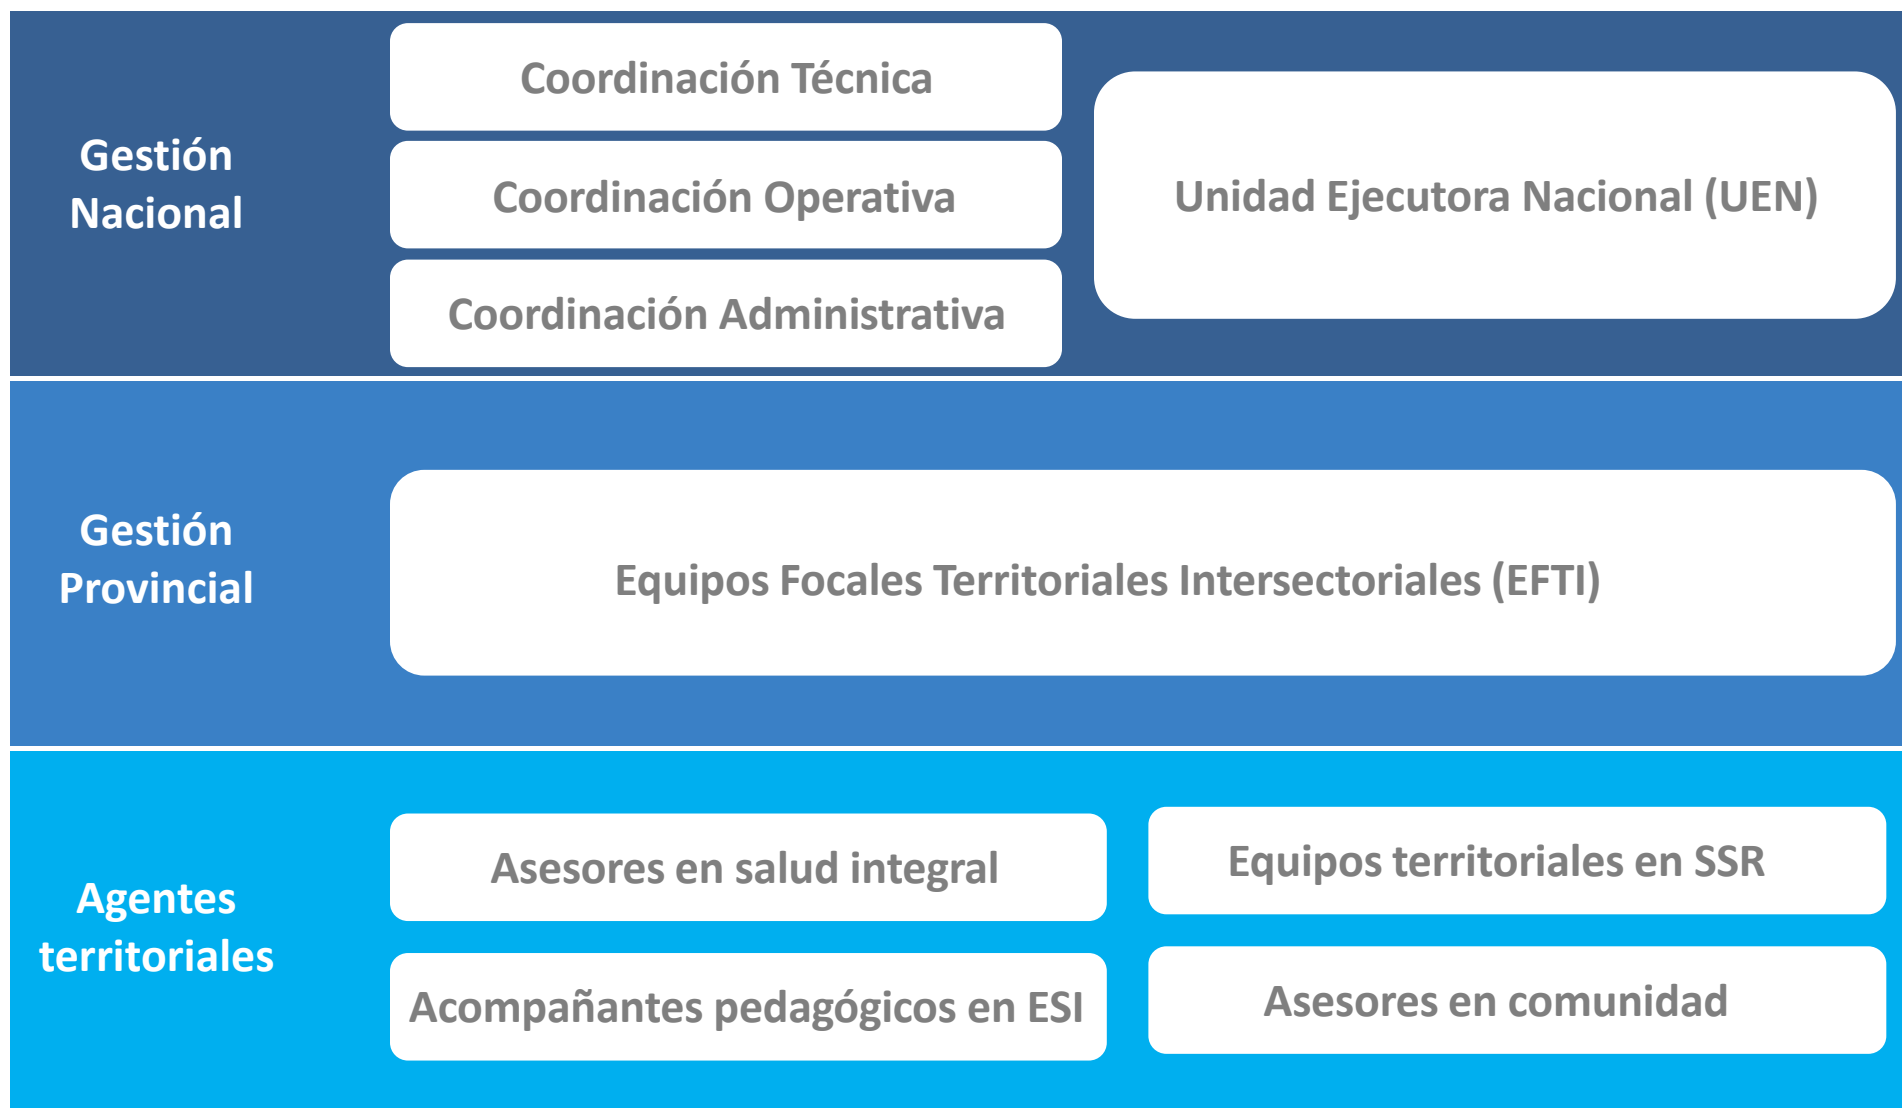 Gestión
Nacional
Coordinación Técnica
Coordinación Operativa
Coordinación Administrativa
Unidad Ejecutora Nacional (UEN)
Gestión
Provincial
Equipos Focales Territoriales Intersectoriales (EFTI)
Agentes
territoriales
Asesores en salud integral
Equipos territoriales en SSR
Acompañantes pedagógicos en ESI
Asesores en comunidad